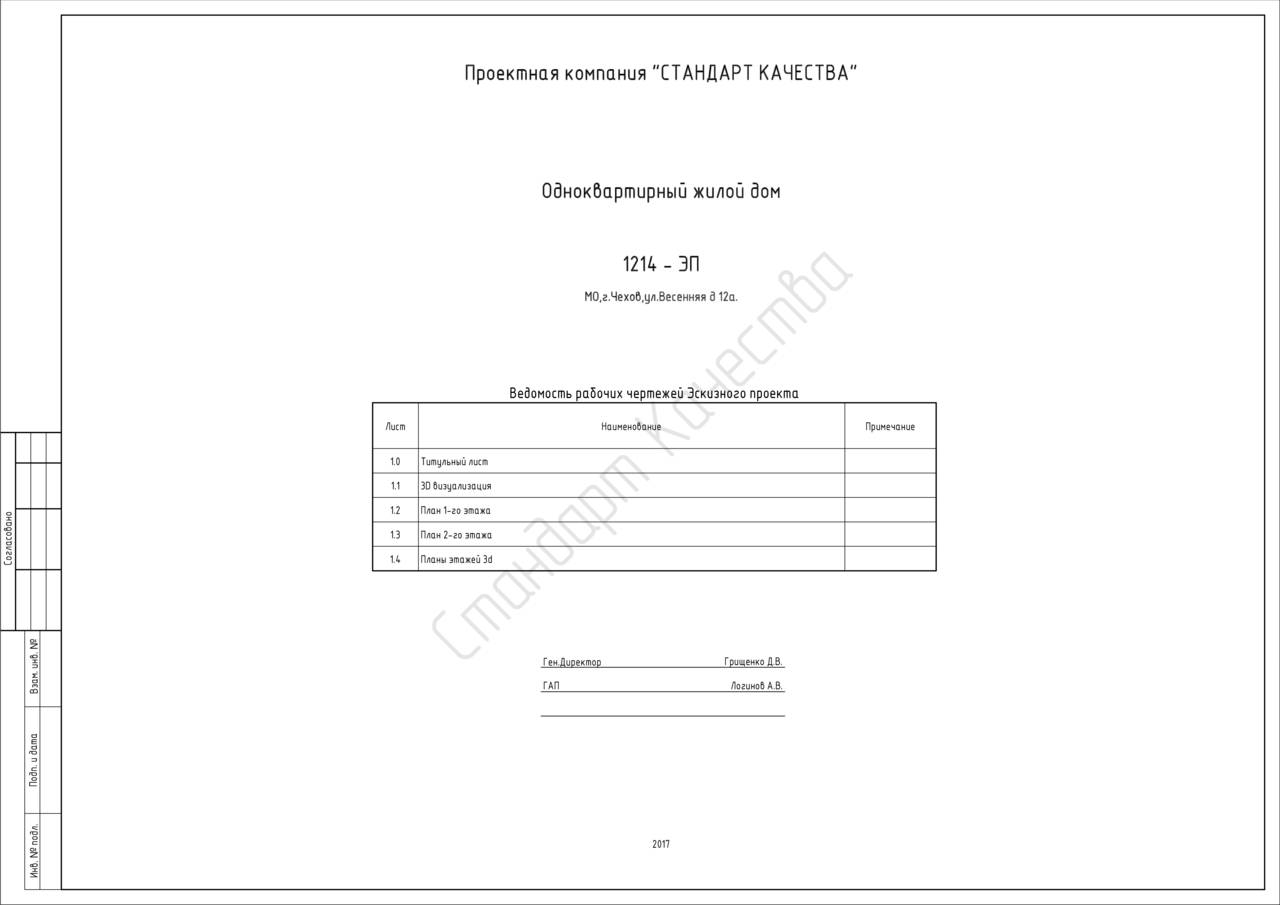 Проектная компания "СТАНДАРТ КАЧЕСТВА"
Одноквартирный жилой дом
1214 - ЭП
МО,г.Чехов,ул.Весенняя д 12а.
Ведомость рабочих чертежей Эскизного проекта
Лист Наименование Примечание
1.0 Титульный лист
1.1 3D визуализация
1.2 План 1-го этажа
1.3 План 2-го этажа
1.4 Планы этажей 3d
Стандарт Качества
Ген.Директор Грищенко Д.В.
ГАП Логинов А.В.
2017
Согласовано
Взам. инв. №
Подп. и дата
Инв. № подл.